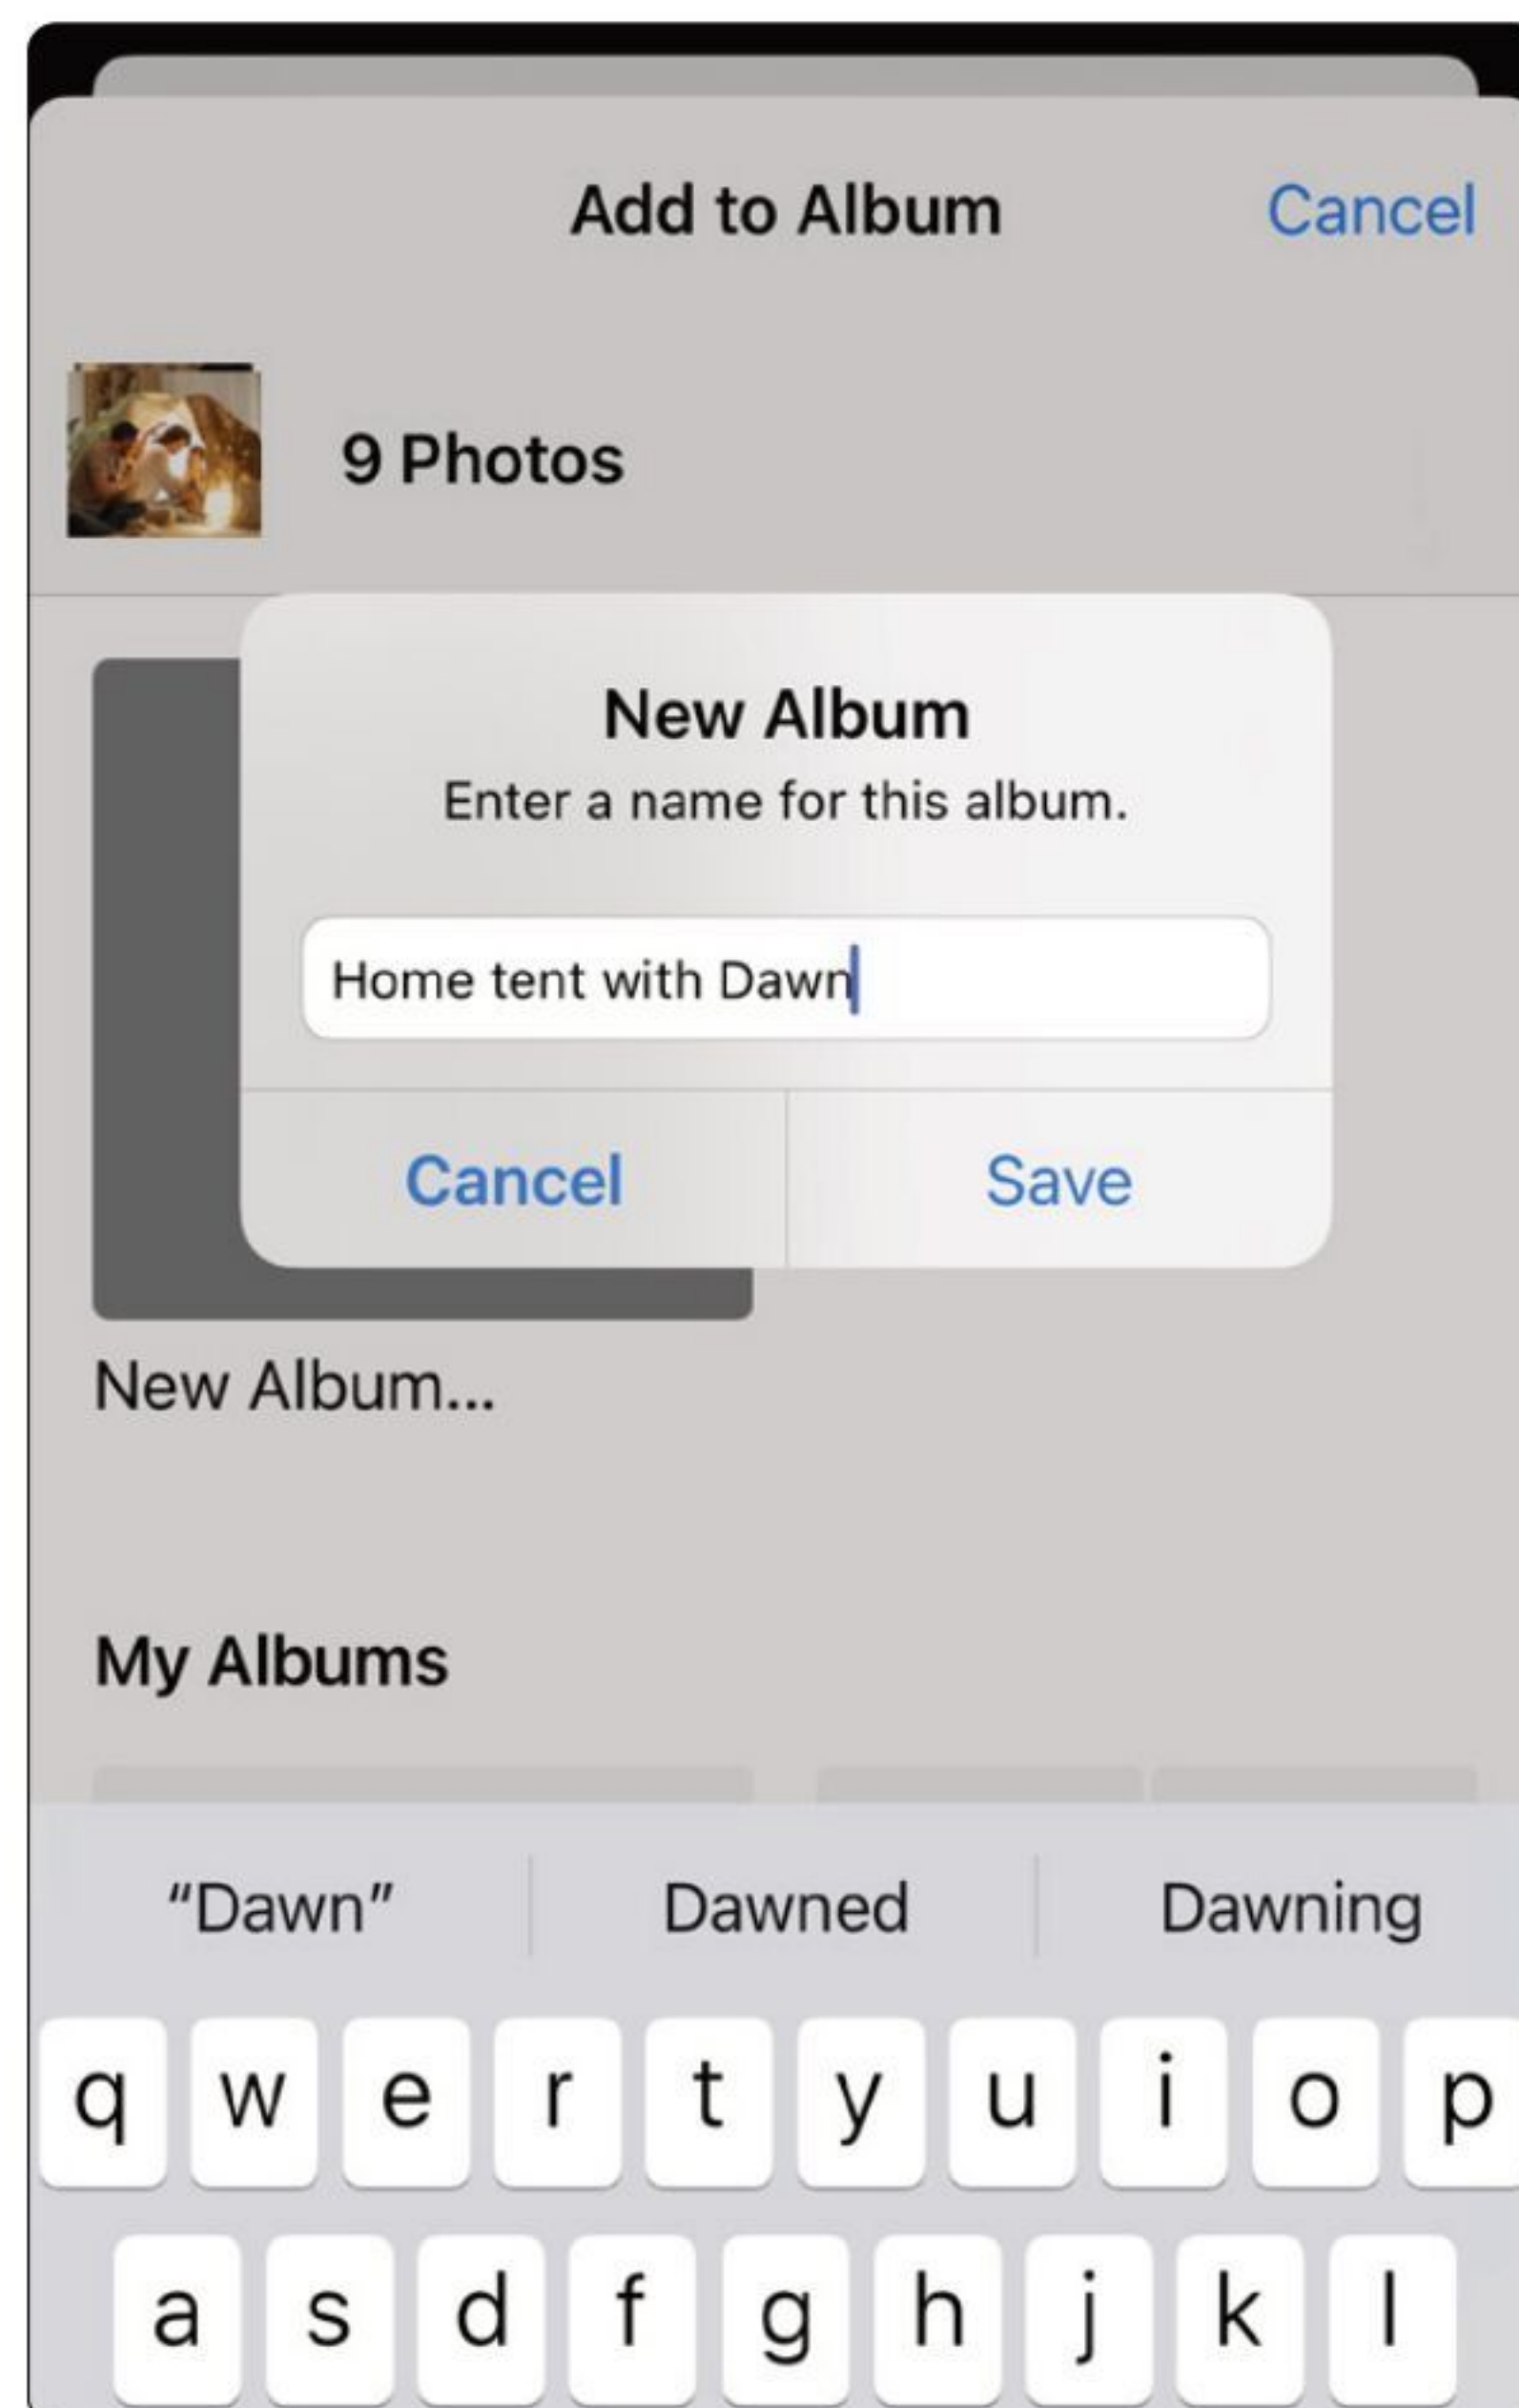 Add to Album
Cancel
9 Photos
New Album
Enter a name for this album.
Home tent with Dawn
Cancel
Save
New Album...
My Albums
“Dawn”
Dawned
Dawning
q w e r t y u i o p
a s d f g h j k l